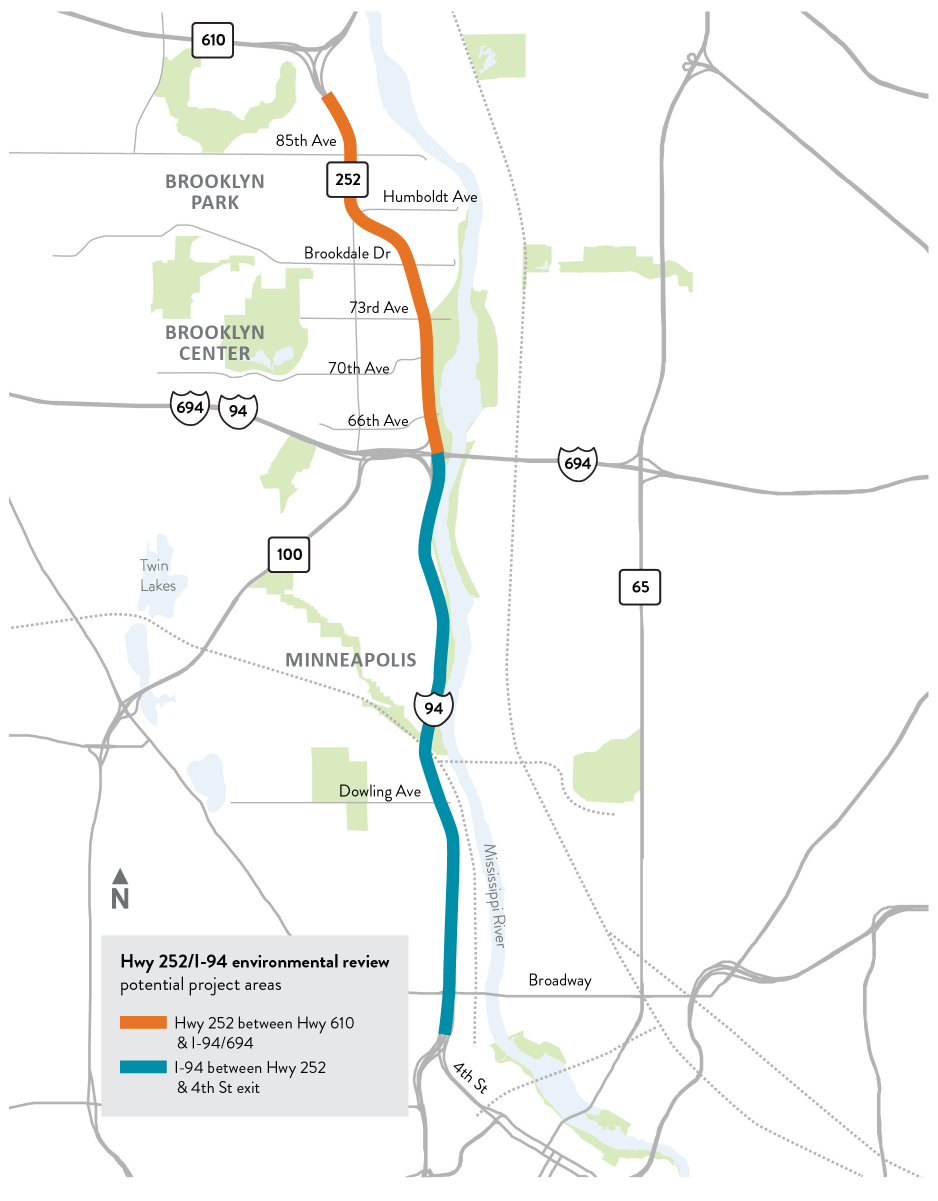 610
85th Ave
BROOKLYN
PARK
252
Humboldt Ave
Brookdale Dr
73rd Ave
BROOKLYN
CENTER
70th Ave
694
94
66th Ave
694
100
Twin
Lakes
65
MINNEAPOLIS
94
Dowling Ave
Mississippi River
N
Hwy 252/I-94 environmental review
potential project areas
Hwy 252 between Hwy 610
& I-94/694
I-94 between Hwy 252
& 4th St exit
Broadway
4th St